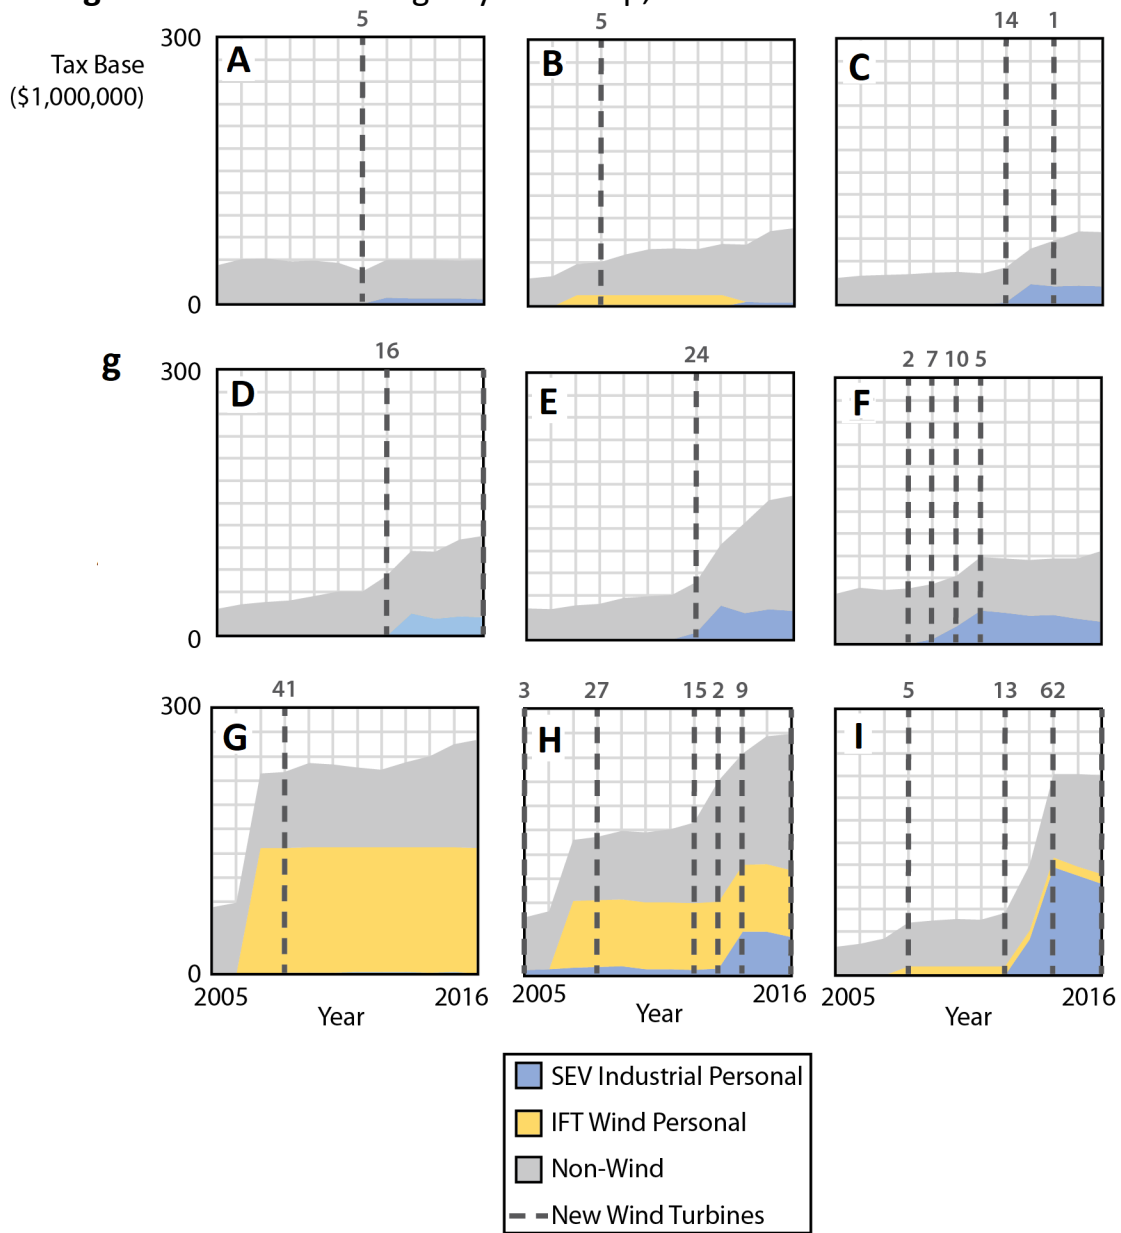 5 5 14 1
300
Tax Base
($1,000,000)
A B C
0
g
16 24 2 7 10 5
300
D E F
0
41 3 27 15 2 9 5 13 62
300
G H I
0
2005 2016 2005 2016 2005 2016
Year Year Year
SEV Industrial Personal
IFT Wind Personal
Non-Wind
New Wind Turbines